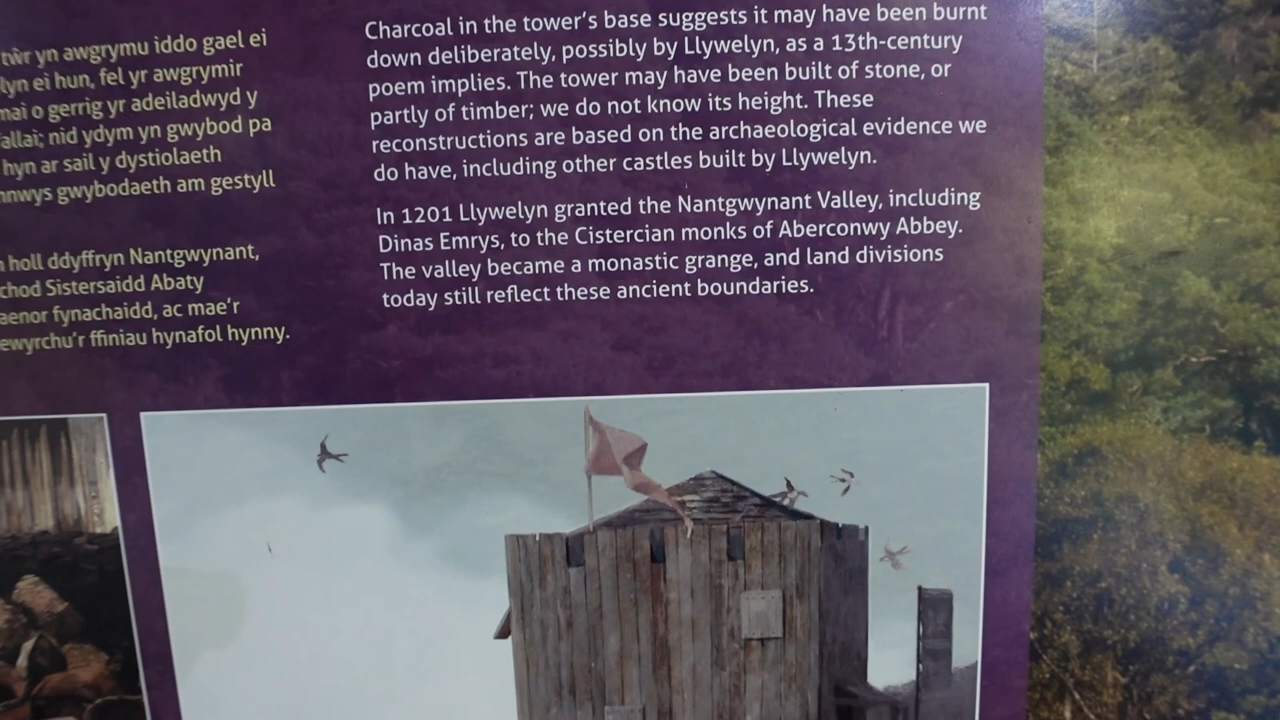 tŵr yn awgrymu iddo gael ei
lyn ei hun, fel yr awgrymir
mai o gerrig yr adeiladwyd y
fallai; nid ydym yn gwybod pa
hyn ar sail y dystiolaeth
nnwys gwybodaeth am gestyll
holl ddyffryn Nantgwynant,
chod Sistersaidd Abaty
aenor fynachaidd, ac mae'r
ewyrchu'r ffiniau hynafol hynny.
Charcoal in the tower's base suggests it may have been burnt
down deliberately, possibly by Llywelyn, as a 13th-century
poem implies. The tower may have been built of stone, or
partly of timber; we do not know its height. These
reconstructions are based on the archaeological evidence we
do have, including other castles built by Llywelyn.
In 1201 Llywelyn granted the Nantgwynant Valley, including
Dinas Emrys, to the Cistercian monks of Aberconwy Abbey.
The valley became a monastic grange, and land divisions
today still reflect these ancient boundaries.